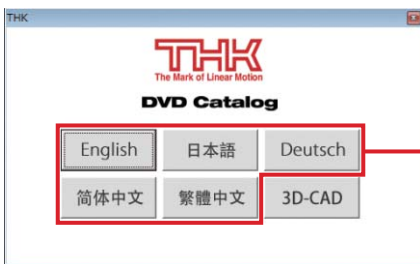 THK
THK
The Mark of Linear Motion
DVD Catalog
English 日本語 Deutsch
简体中文 繁體中文 3D-CAD